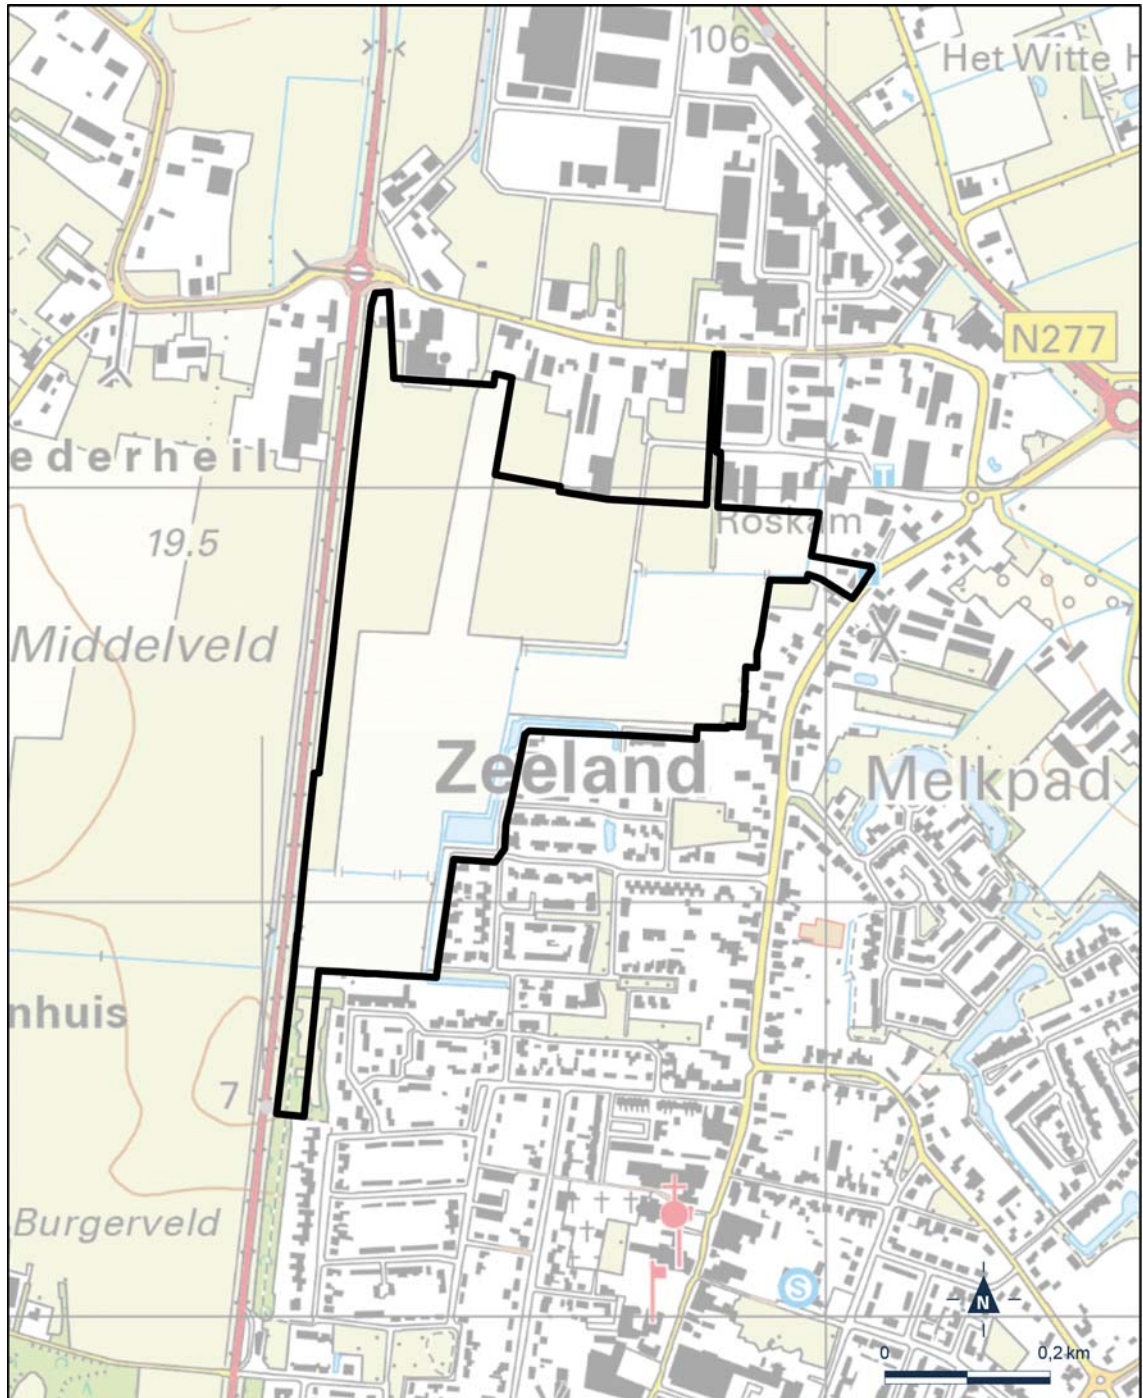 106
Het Witte H
N277
ederheil
Roskam
19.5
Middelveld
Zeeland
Melkpad
nhuis
7
Burgerveld
S
N
0 0,2 km